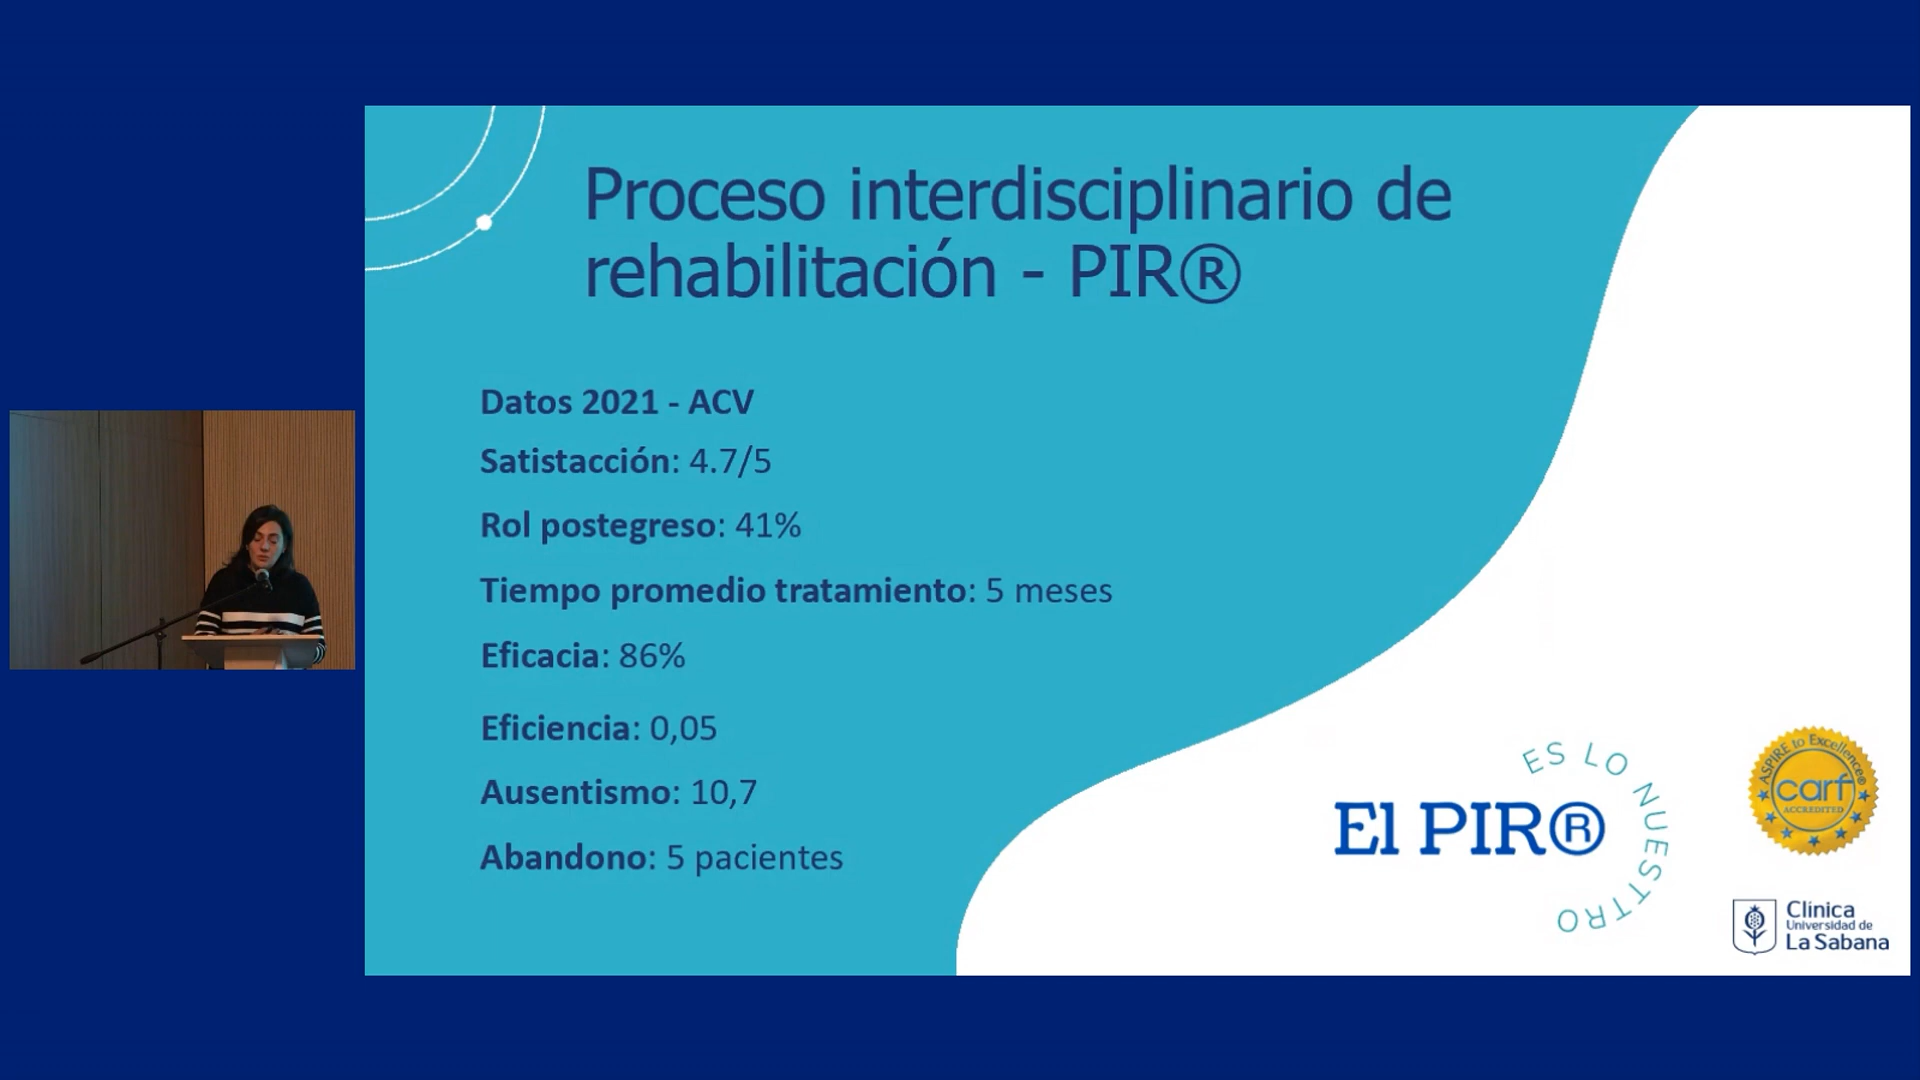 Proceso interdisciplinario de
rehabilitación - PIR®
Datos 2021 - ACV
Satistacción: 4.7/5
Rol postegreso: 41%
Tiempo promedio tratamiento: 5 meses
Eficacia: 86%
Eficiencia: 0,05
Ausentismo: 10,7
Abandono: 5 pacientes
El PIR®
ES LO NUESTTRO
ASPIRE to Excellence®
carf
ACCREDITED
Clínica
Universidad de
La Sabana